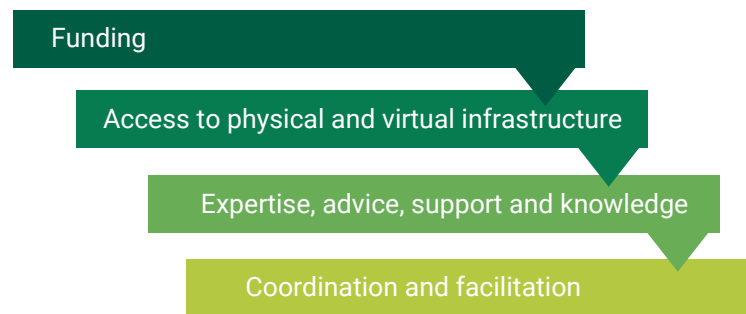 Funding
Access to physical and virtual infrastructure
Expertise, advice, support and knowledge
Coordination and facilitation